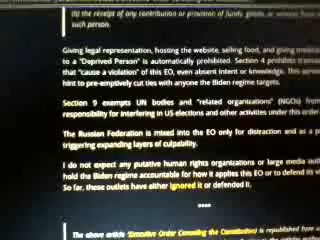 (ii) the receipt of any contribution or provision of funds, goods, or services from any
such person.
Giving legal representation, hosting the website, selling food, and giving
to a "Deprived Person" is automatically prohibited. Section 4 prohibits
that "cause a violation" of this EO, even absent intent or knowledge. This
hint to pre-emptively cut ties with anyone the Biden regime targets.
Section 9 exempts UN bodies and "related organizations" (NGOs) from
responsibility for interfering in US elections and other activities under this order
The Russian Federation is mixed into the EO only for distraction and as a
triggering expanding layers of culpability.
I do not expect any putative human rights organizations or large media
hold the Biden regime accountable for how it applies this EO or to defend its
So far, these outlets have either ignored it or defended it.
****
The above article (Executive Order Canceling the Constitution) is republished